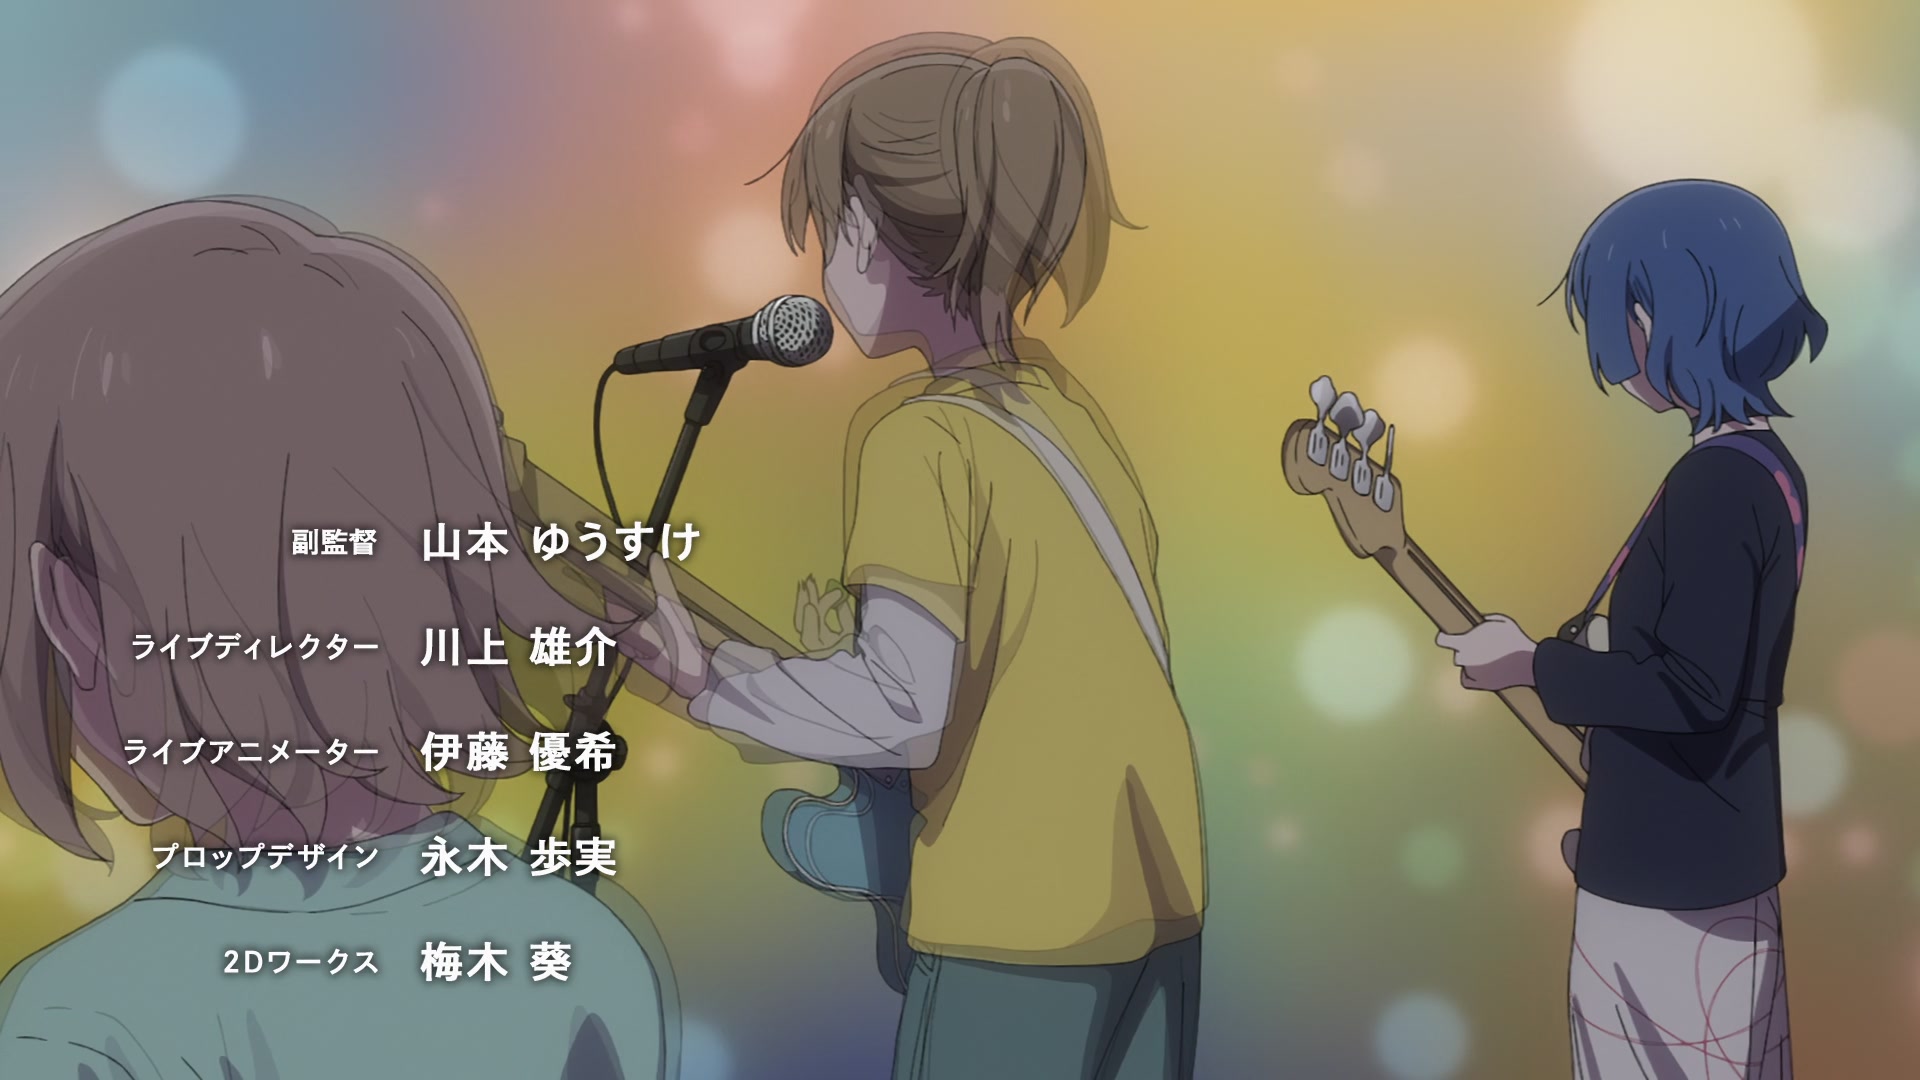 副監督 山本 ゆうすけ
ライブディレクター 川上 雄介
ライブアニメーター 伊藤 優希
プロップデザイン 永木 歩実
2Dワークス 梅木 葵